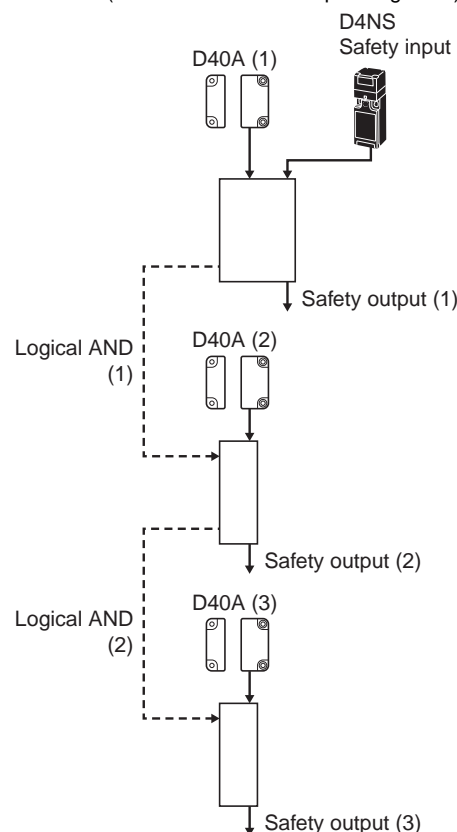 D4NS
Safety input
D40A (1)
Safety output (1)
Logical AND
(1)
D40A (2)
Safety output (2)
Logical AND
(2)
D40A (3)
Safety output (3)